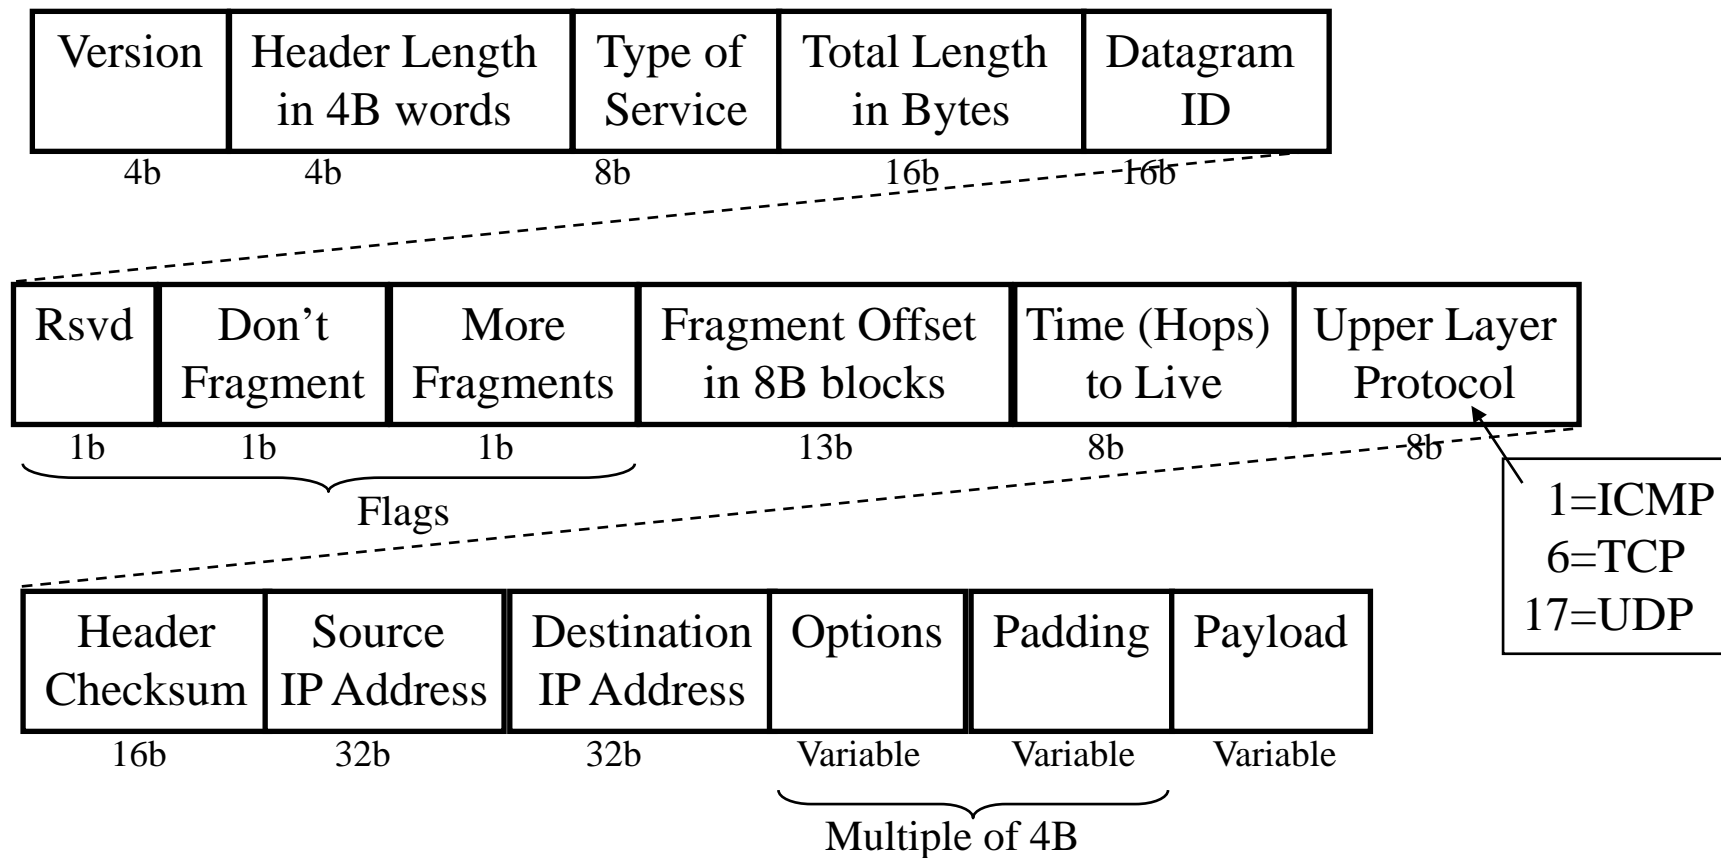 Version
Header Length
in 4B words
Type of
Service
Total Length
in Bytes
Datagram
ID
4b
4b
8b
16b
16b
Rsvd
Don’t
Fragment
More
Fragments
Fragment Offset
in 8B blocks
Time (Hops)
to Live
Upper Layer
Protocol
1b
1b
1b
13b
8b
8b
Flags
1=ICMP
6=TCP
17=UDP
Header
Checksum
Source
IP Address
Destination
IP Address
Options
Padding
Payload
16b
32b
32b
Variable
Variable
Variable
Multiple of 4B